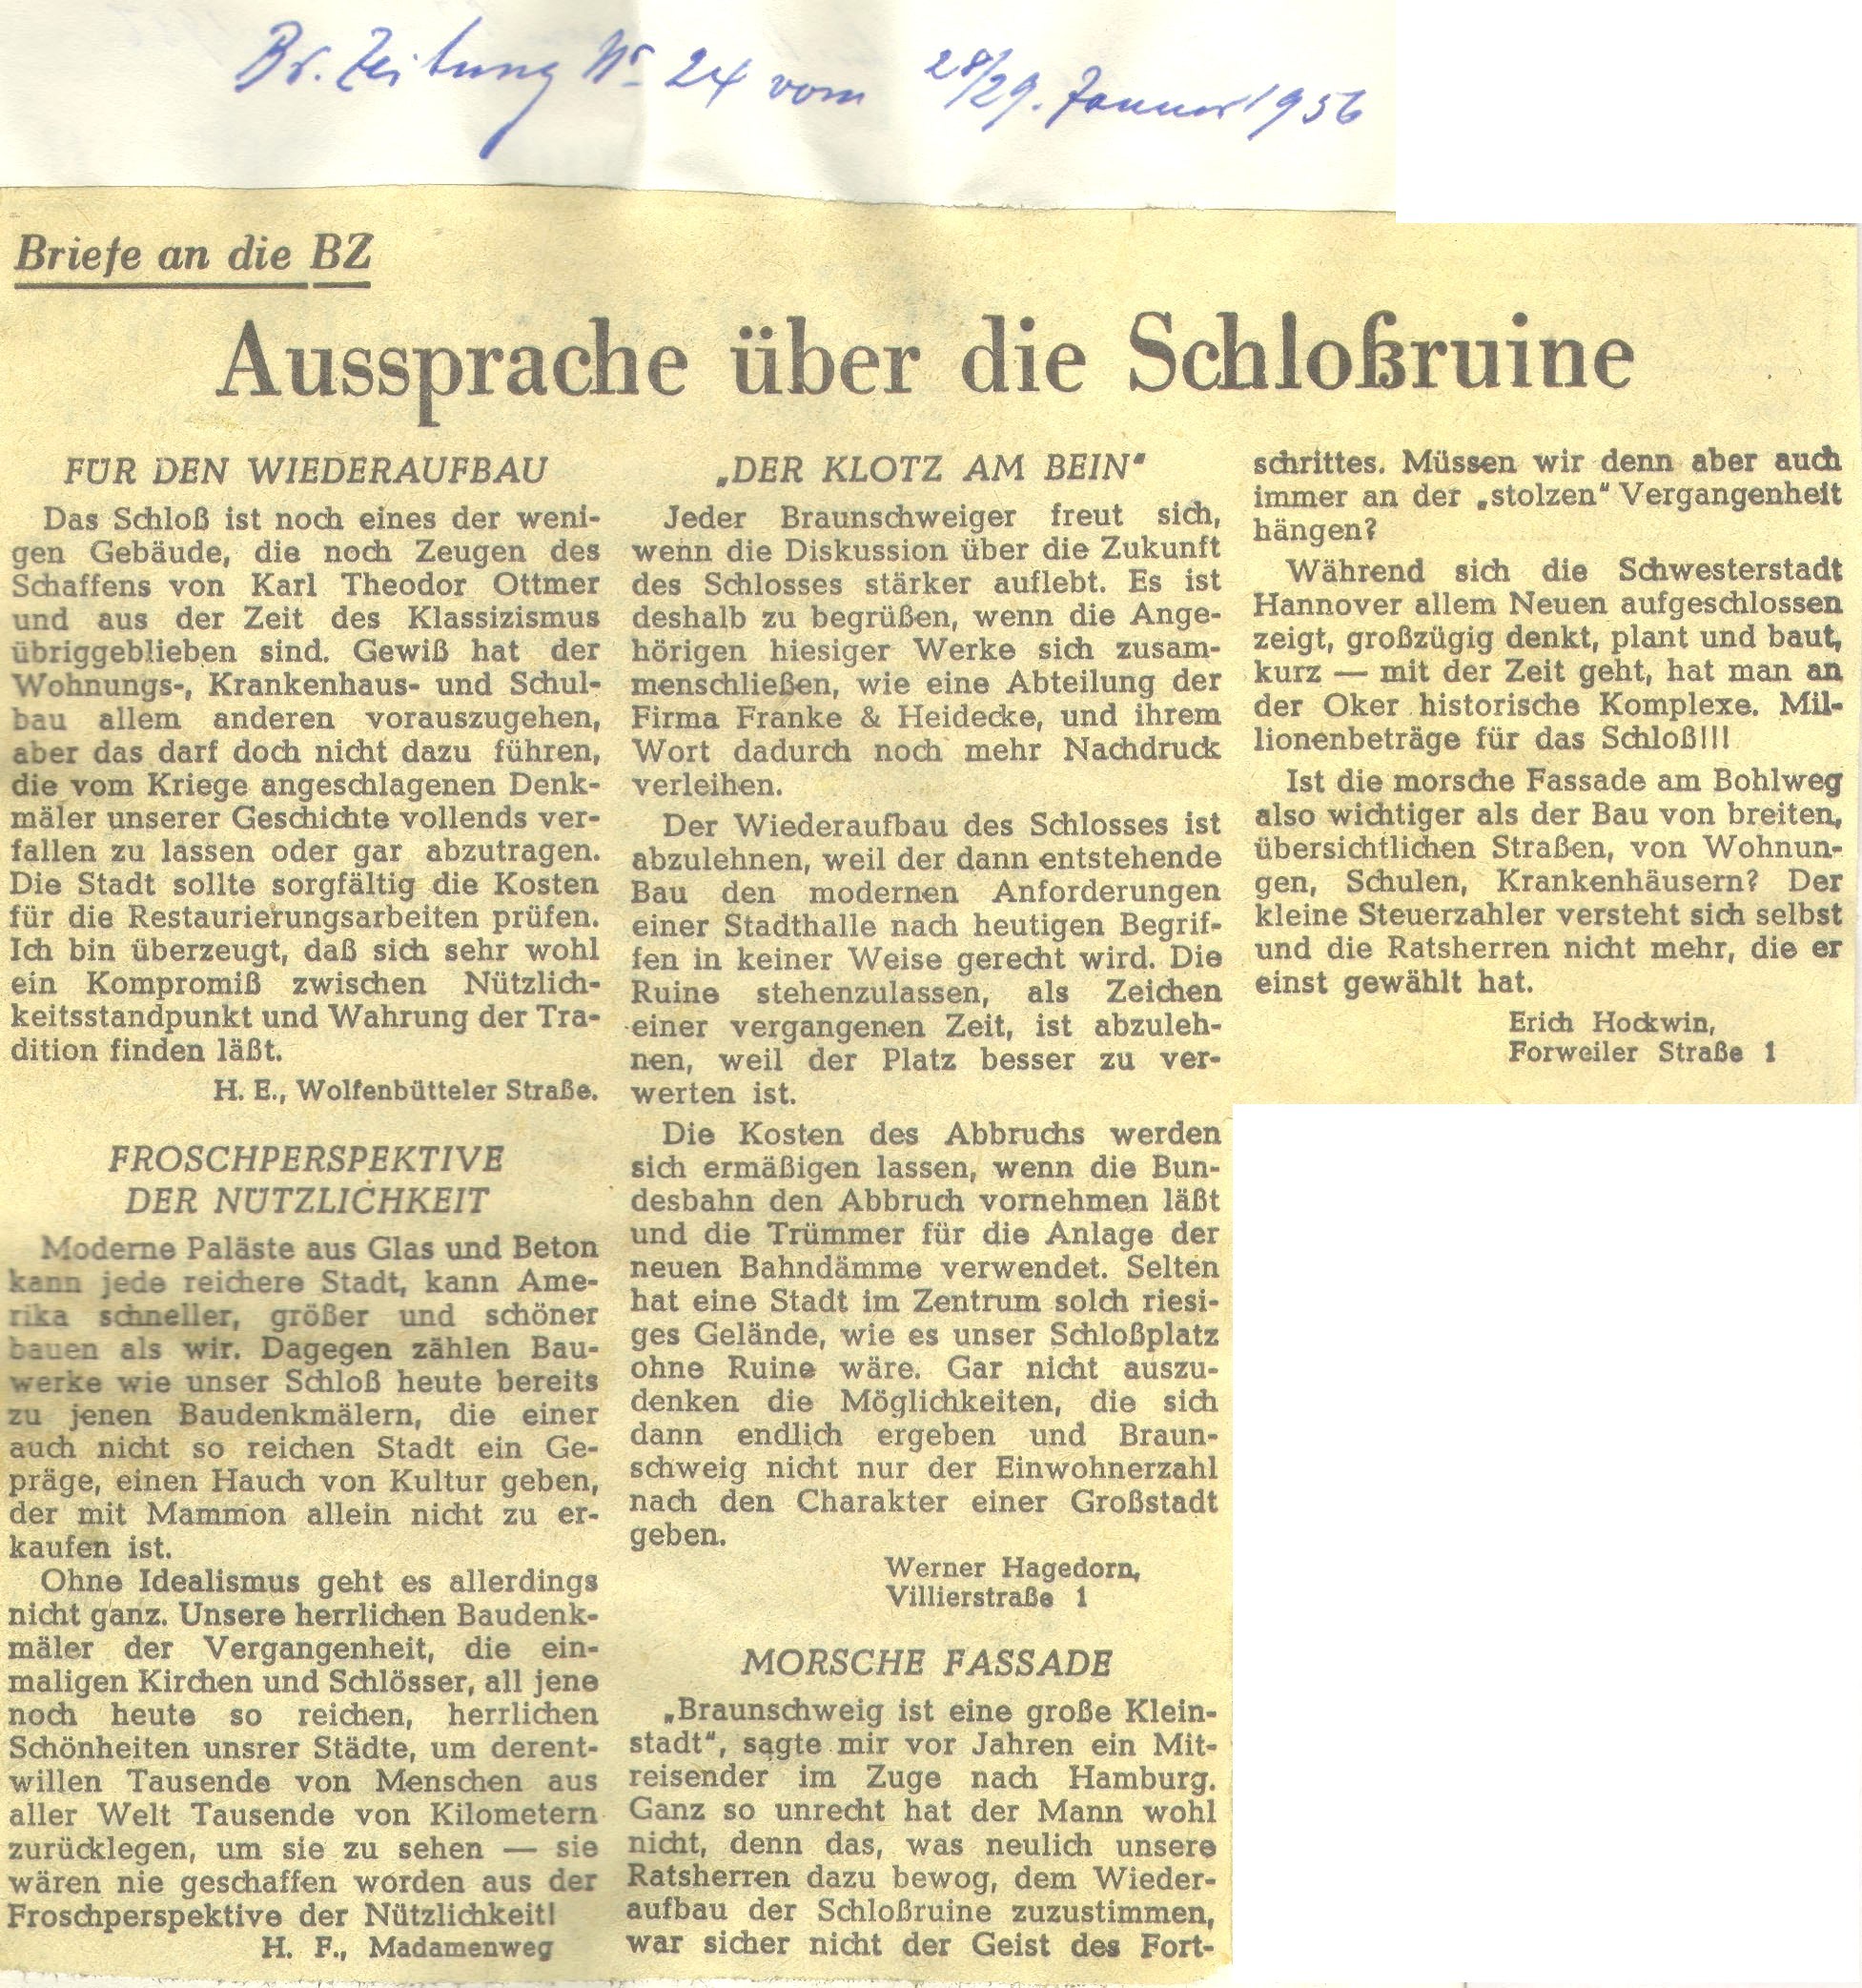 Br. Zeitung Nr 24 vom 28/29. Januar 1956
Briefe an die BZ
Aussprache über die Schloßruine
FUR DEN WIEDERAUFBAU
Das Schloß ist noch eines der weni-
gen Gebäude, die noch Zeugen des
Schaffens von Karl Theodor Ottmer
und aus der Zeit des Klassizismus
übriggeblieben sind. Gewiß hat der
Wohnungs-, Krankenhaus- und Schul-
bau allem anderen vorauszugehen,
aber das darf doch nicht dazu führen,
die vom Kriege angeschlagenen Denk-
mäler unserer Geschichte vollends ver-
fallen zu lassen oder gar abzutragen.
Die Stadt sollte sorgfältig die Kosten
für die Restaurierungsarbeiten prüfen.
Ich bin überzeugt, daß sich sehr wohl
ein Kompromiß zwischen Nützlich-
keitsstandpunkt und Wahrung der Tra-
dition finden läßt.
H. E., Wolfenbütteler Straße.
FROSCHPERSPEKTIVE
DER NUTZLICHKEIT
Moderne Paläste aus Glas und Beton
kann jede reichere Stadt, kann Ame-
rika schneller, größer und schöner
bauen als wir. Dagegen zählen Bau-
werke wie unser Schloß heute bereits
zu jenen Baudenkmälern, die einer
auch nicht so reichen Stadt ein Ge-
präge, einen Hauch von Kultur geben,
der mit Mammon allein nicht zu er-
kaufen ist.
Ohne Idealismus geht es allerdings
nicht ganz. Unsere herrlichen Baudenk-
mäler der Vergangenheit, die ein-
maligen Kirchen und Schlösser, all jene
noch heute so reichen, herrlichen
Schönheiten unsrer Städte, um derent-
willen Tausende von Menschen aus
aller Welt Tausende von Kilometern
zurücklegen, um sie zu sehen — sie
wären nie geschaffen worden aus der
Froschperspektive der Nützlichkeit!
H. F., Madamenweg
„DER KLOTZ AM BEIN"
Jeder Braunschweiger freut sich,
wenn die Diskussion über die Zukunft
des Schlosses stärker auflebt. Es ist
deshalb zu begrüßen, wenn die Ange-
hörigen hiesiger Werke sich zusam-
menschließen, wie eine Abteilung der
Firma Franke & Heidecke, und ihrem
Wort dadurch noch mehr Nachdruck
verleihen.
Der Wiederaufbau des Schlosses ist
abzulehnen, weil der dann entstehende
Bau den modernen Anforderungen
einer Stadthalle nach heutigen Begrif-
fen in keiner Weise gerecht wird. Die
Ruine stehenzulassen, als Zeichen
einer vergangenen Zeit, ist abzuleh-
nen, weil der Platz besser zu ver-
werten ist.
Die Kosten des Abbruchs werden
sich ermäßigen lassen, wenn die Bun-
desbahn den Abbruch vornehmen läßt
und die Trümmer für die Anlage der
neuen Bahndämme verwendet. Selten
hat eine Stadt im Zentrum solch riesi-
ges Gelände, wie es unser Schloßplatz
ohne Ruine wäre. Gar nicht auszu-
denken die Möglichkeiten, die sich
dann endlich ergeben und Braun-
schweig nicht nur der Einwohnerzahl
nach den Charakter einer Großstadt
geben.
Werner Hagedorn,
Villierstraße 1
MORSCHE FASSADE
„Braunschweig ist eine große Klein-
stadt", sagte mir vor Jahren ein Mit-
reisender im Zuge nach Hamburg.
Ganz so unrecht hat der Mann wohl
nicht, denn das, was neulich unsere
Ratsherren dazu bewog, dem Wieder-
aufbau der Schloßruine zuzustimmen,
war sicher nicht der Geist des Fort-
schrittes. Müssen wir denn aber auch
immer an der „stolzen" Vergangenheit
hängen?
Während sich die Schwesterstadt
Hannover allem Neuen aufgeschlossen
zeigt, großzügig denkt, plant und baut,
kurz — mit der Zeit geht, hat man an
der Oker historische Komplexe. Mil-
lionenbeträge für das Schloß!!!
Ist die morsche Fassade am Bohlweg
also wichtiger als der Bau von breiten,
übersichtlichen Straßen, von Wohnun-
gen, Schulen, Krankenhäusern? Der
kleine Steuerzahler versteht sich selbst
und die Ratsherren nicht mehr, die er
einst gewählt hat.
Erich Hockwin,
Forweiler Straße 1